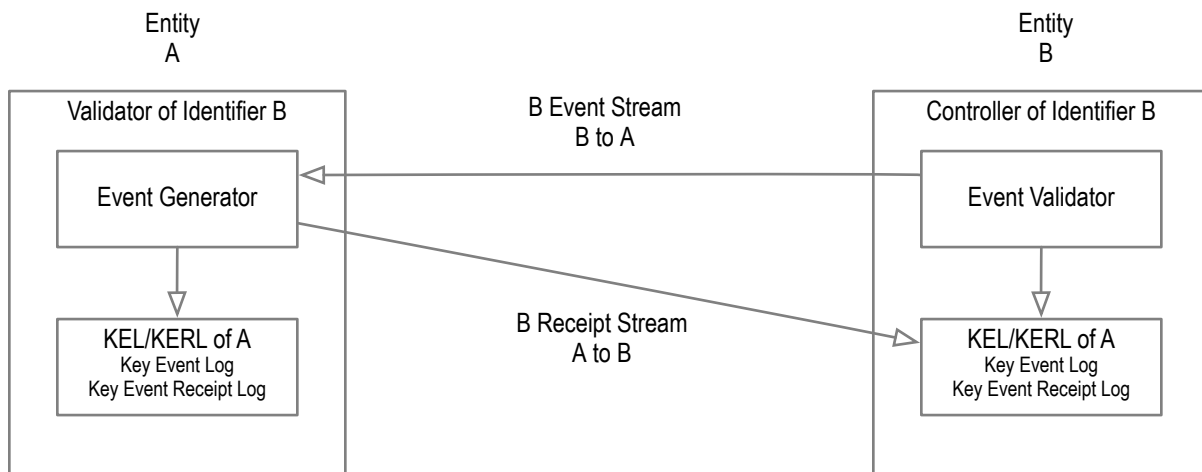 Entity
A
Entity
B
Validator of Identifier B
B Event Stream
B to A
Controller of Identifier B
Event Generator
Event Validator
B Receipt Stream
A to B
KEL/KERL of A
Key Event Log
Key Event Receipt Log
KEL/KERL of A
Key Event Log
Key Event Receipt Log